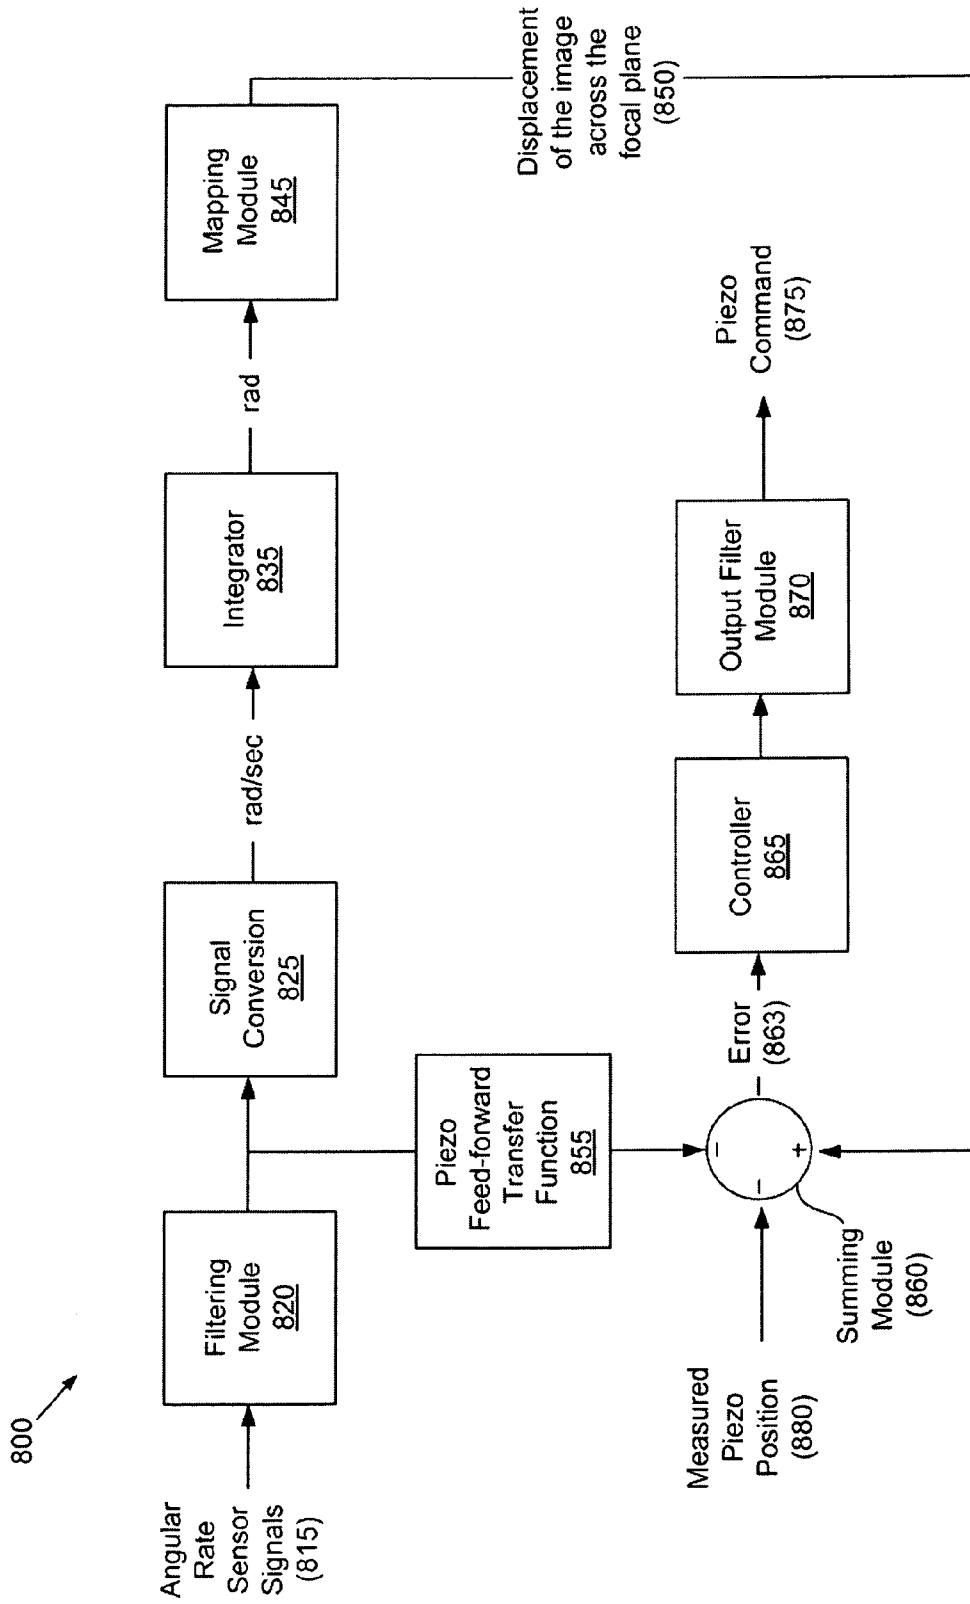 800
Angular
Rate
Sensor
Signals
(815)
Filtering
Module
820
Signal
Conversion
825
rad/sec
Integrator
835
rad
Mapping
Module
845
Displacement
of the image
across the
focal plane
(850)
Piezo
Feed-forward
Transfer
Function
855
Measured
Piezo
Position
(880)
−
−
+
Summing
Module
(860)
Error
(863)
Controller
865
Output Filter
Module
870
Piezo
Command
(875)